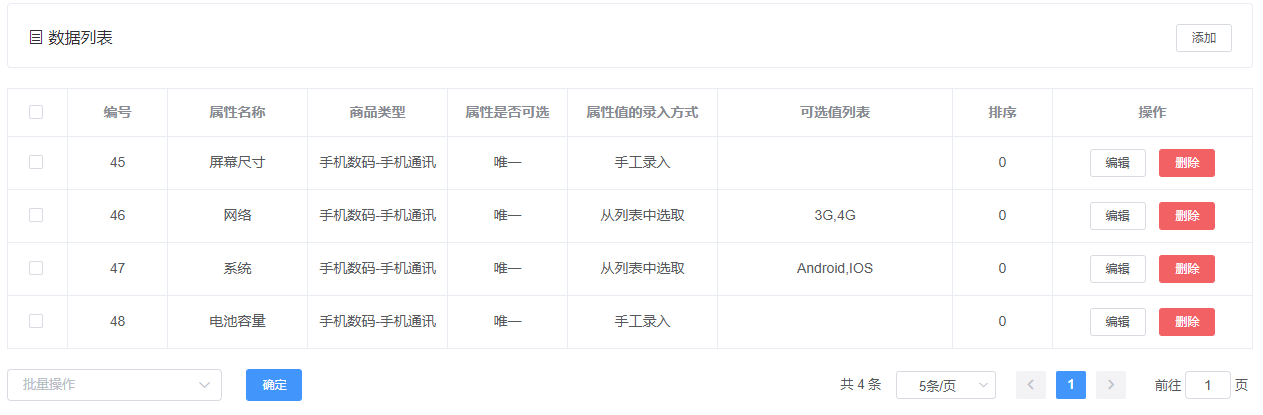 数据列表 添加
编号 属性名称 商品类型 属性是否可选 属性值的录入方式 可选值列表 排序 操作
45 屏幕尺寸 手机数码-手机通讯 唯一 手工录入 0 编辑 删除
46 网络 手机数码-手机通讯 唯一 从列表中选取 3G,4G 0 编辑 删除
47 系统 手机数码-手机通讯 唯一 从列表中选取 Android,IOS 0 编辑 删除
48 电池容量 手机数码-手机通讯 唯一 手工录入 0 编辑 删除
批量操作 确定 共 4 条 5条/页 1 前往 1 页